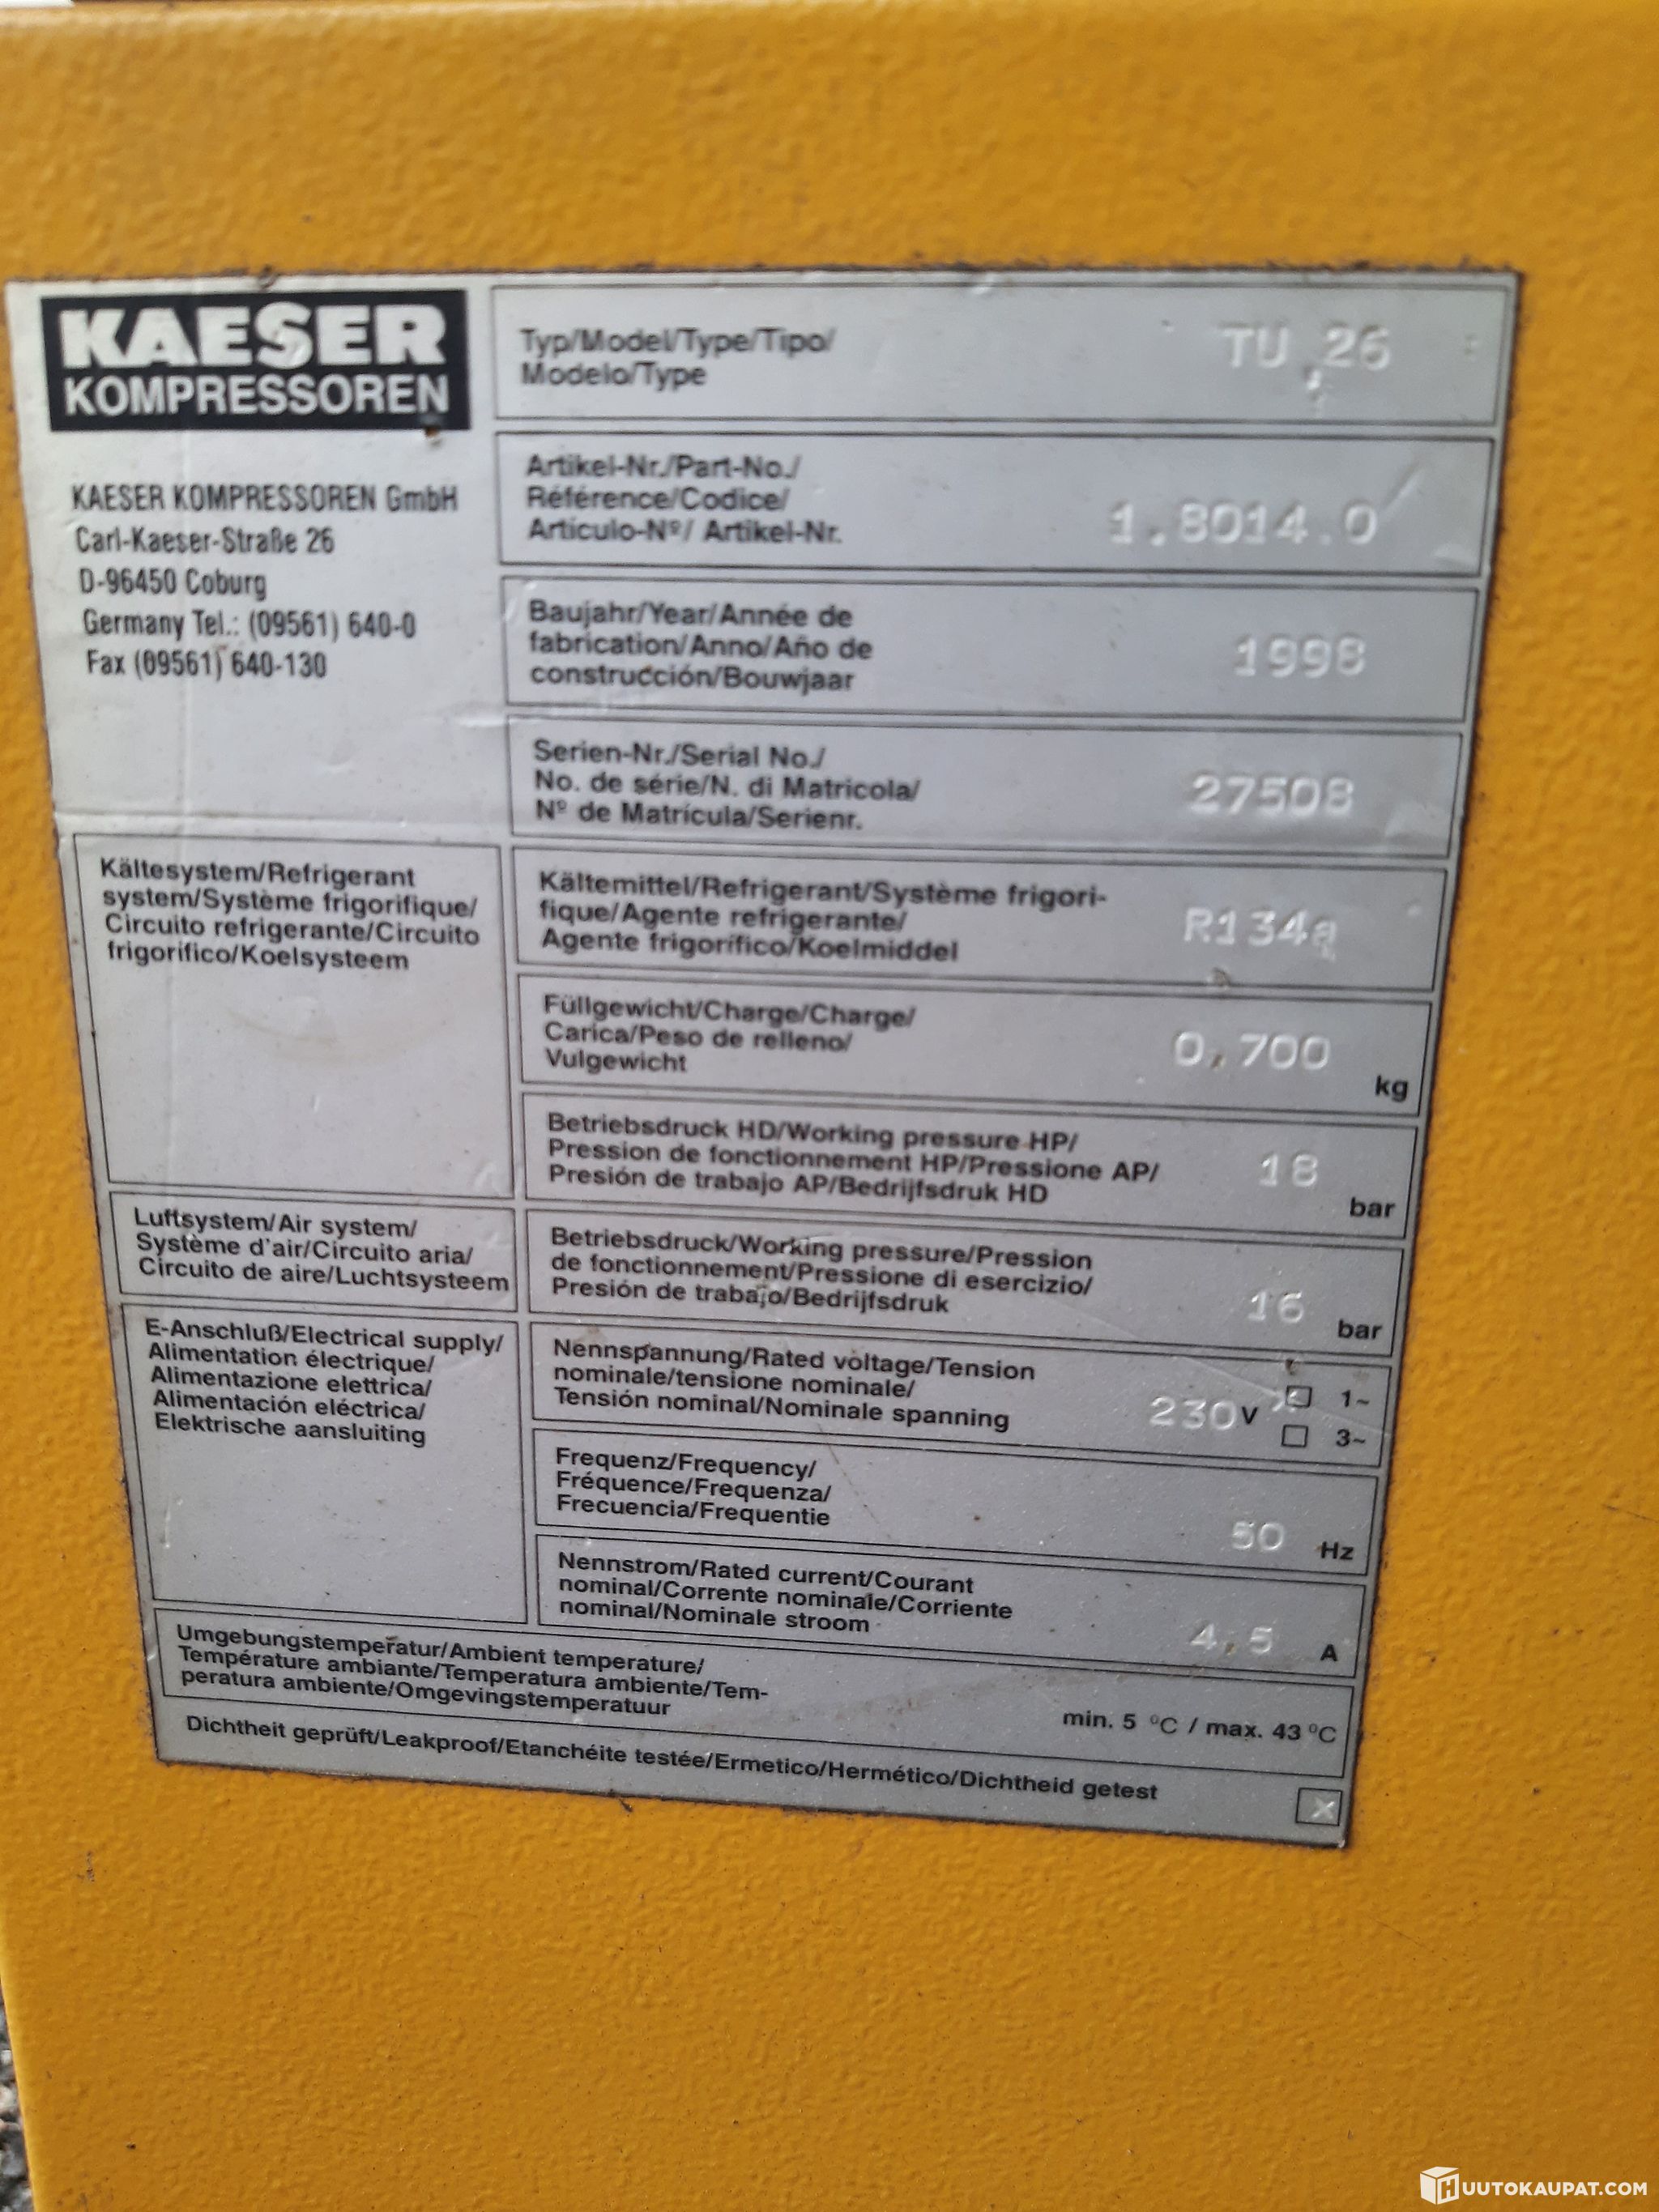 KAESER
KOMPRESSOREN
KAESER KOMPRESSOREN GmbH
Carl-Kaeser-Straße 26
D-96450 Coburg
Germany Tel.: (09561) 640-0
Fax (09561) 640-130
Typ/Model/Type/Tipo/
Modelo/Type
TU 26
Artikel-Nr./Part-No./
Référence/Codice/
Articulo-Nº/ Artikel-Nr.
1.8014.0
Baujahr/Year/Année de
fabrication/Anno/Año de
construcción/Bouwjaar
1998
Serien-Nr./Serial No./
No. de série/N. di Matricola/
Nº de Matrícula/Serienr.
27508
Kältesystem/Refrigerant
system/Système frigorifique/
Circuito refrigerante/Circuito
frigorifico/Koelsysteem
Kältemittel/Refrigerant/Système frigori-
fique/Agente refrigerante/
Agente frigorífico/Koelmiddel
R134a
Füllgewicht/Charge/Charge/
Carica/Peso de relleno/
Vulgewicht
0,700 kg
Betriebsdruck HD/Working pressure HP/
Pression de fonctionnement HP/Pressione AP/
Presión de trabajo AP/Bedrijfsdruk HD
18 bar
Luftsystem/Air system/
Système d'air/Circuito aria/
Circuito de aire/Luchtsysteem
Betriebsdruck/Working pressure/Pression
de fonctionnement/Pressione di esercizio/
Presión de trabajo/Bedrijfsdruk
16 bar
E-Anschluß/Electrical supply/
Alimentation électrique/
Alimentazione elettrica/
Alimentación eléctrica/
Elektrische aansluiting
Nennspannung/Rated voltage/Tension
nominale/tensione nominale/
Tensión nominal/Nominale spanning
230 V
1~
3~
Frequenz/Frequency/
Fréquence/Frequenza/
Frecuencia/Frequentie
50 Hz
Nennstrom/Rated current/Courant
nominal/Corrente nominale/Corriente
nominal/Nominale stroom
4,5 A
Umgebungstemperatur/Ambient temperature/
Température ambiante/Temperatura ambiente/Tem-
peratura ambiente/Omgevingstemperatuur
min. 5 °C / max. 43 °C
Dichtheit geprüft/Leakproof/Etanchéite testée/Ermetico/Hermético/Dichtheid getest
X
HUUTOKAUPAT.COM